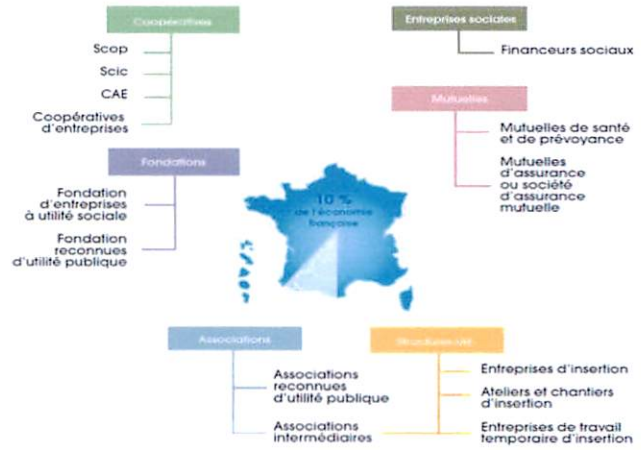 Coopératives
Scop
Scic
CAE
Coopératives
d'entreprises
Entreprises sociales
Financeurs sociaux
Mutuelles
Mutuelles de santé
et de prévoyance
Mutuelles
d'assurance
ou société
d'assurance
mutuelle
Fondations
Fondation
d'entreprises
à utilité sociale
Fondation
reconnues
d'utilité publique
10 %
de l'économie
française
Associations
Associations
reconnues
d'utilité publique
Associations
intermédiaires
Entreprises d'insertion
Ateliers et chantiers
d'insertion
Entreprises de travail
temporaire d'insertion